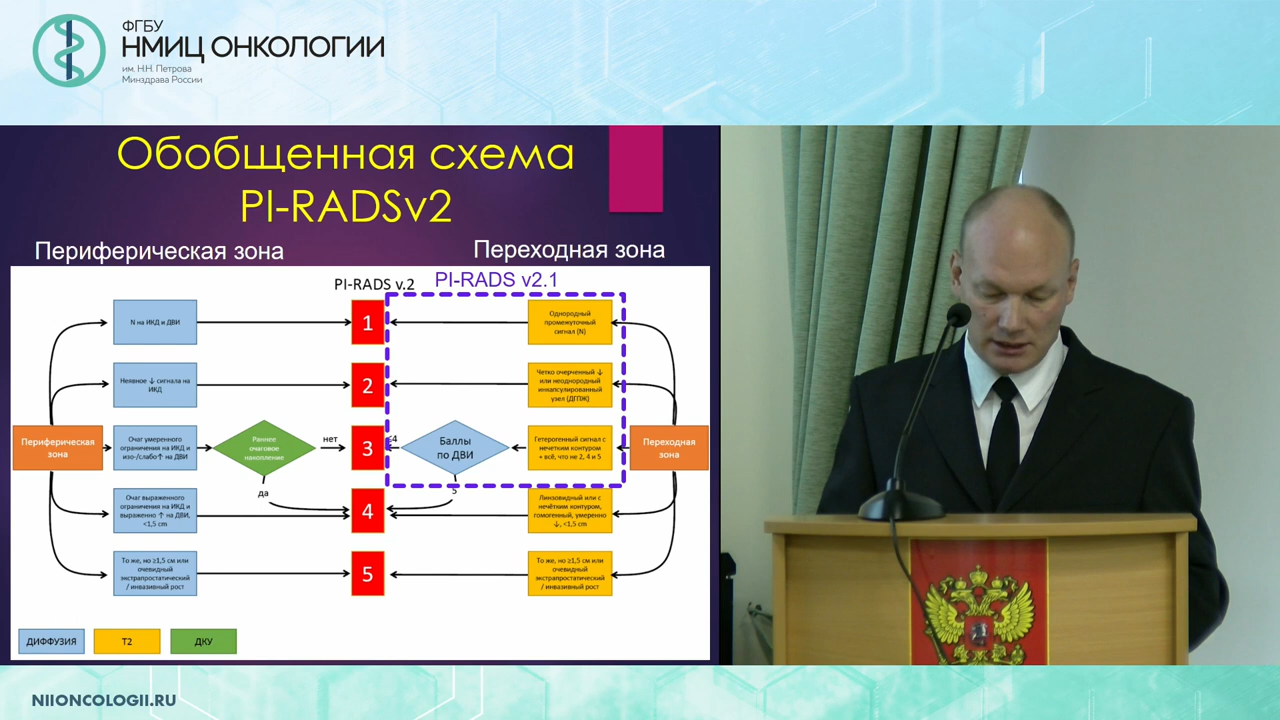 ФГБУ
НМИЦ ОНКОЛОГИИ
им. Н.Н. Петрова
Минздрава России
Обобщенная схема
PI-RADSv2
Периферическая зона
Переходная зона
PI-RADS v.2
PI-RADS v2.1
N на ИКД и ДВИ
1
Однородный
промежуточный
сигнал (N)
Неявное ↓ сигнала на
ИКД
2
Четко очерченный ↓
или неоднородный
инкапсулированный
узел (ДГПЖ)
Периферическая
зона
Очаг умеренного
ограничения на ИКД и
изо-/слабо↑ на ДВИ
Раннее
очаговое
накопление
нет
3
≤4
Баллы
по ДВИ
Гетерогенный сигнал с
нечетким контуром
+ всё, что не 2, 4 и 5
Переходная
зона
да
5
Очаг выраженного
ограничения на ИКД и
выраженно ↑ на ДВИ,
<1,5 cm
4
Линзовидный или с
нечётким контуром,
гомогенный, умеренно
↓, <1,5 cm
То же, но ≥1,5 см или
очевидный
экстрапростатический
/ инвазивный рост
5
То же, но ≥1,5 см или
очевидный
экстрапростатический
/ инвазивный рост
ДИФФУЗИЯ
Т2
ДКУ
NIIONCOLOGII.RU